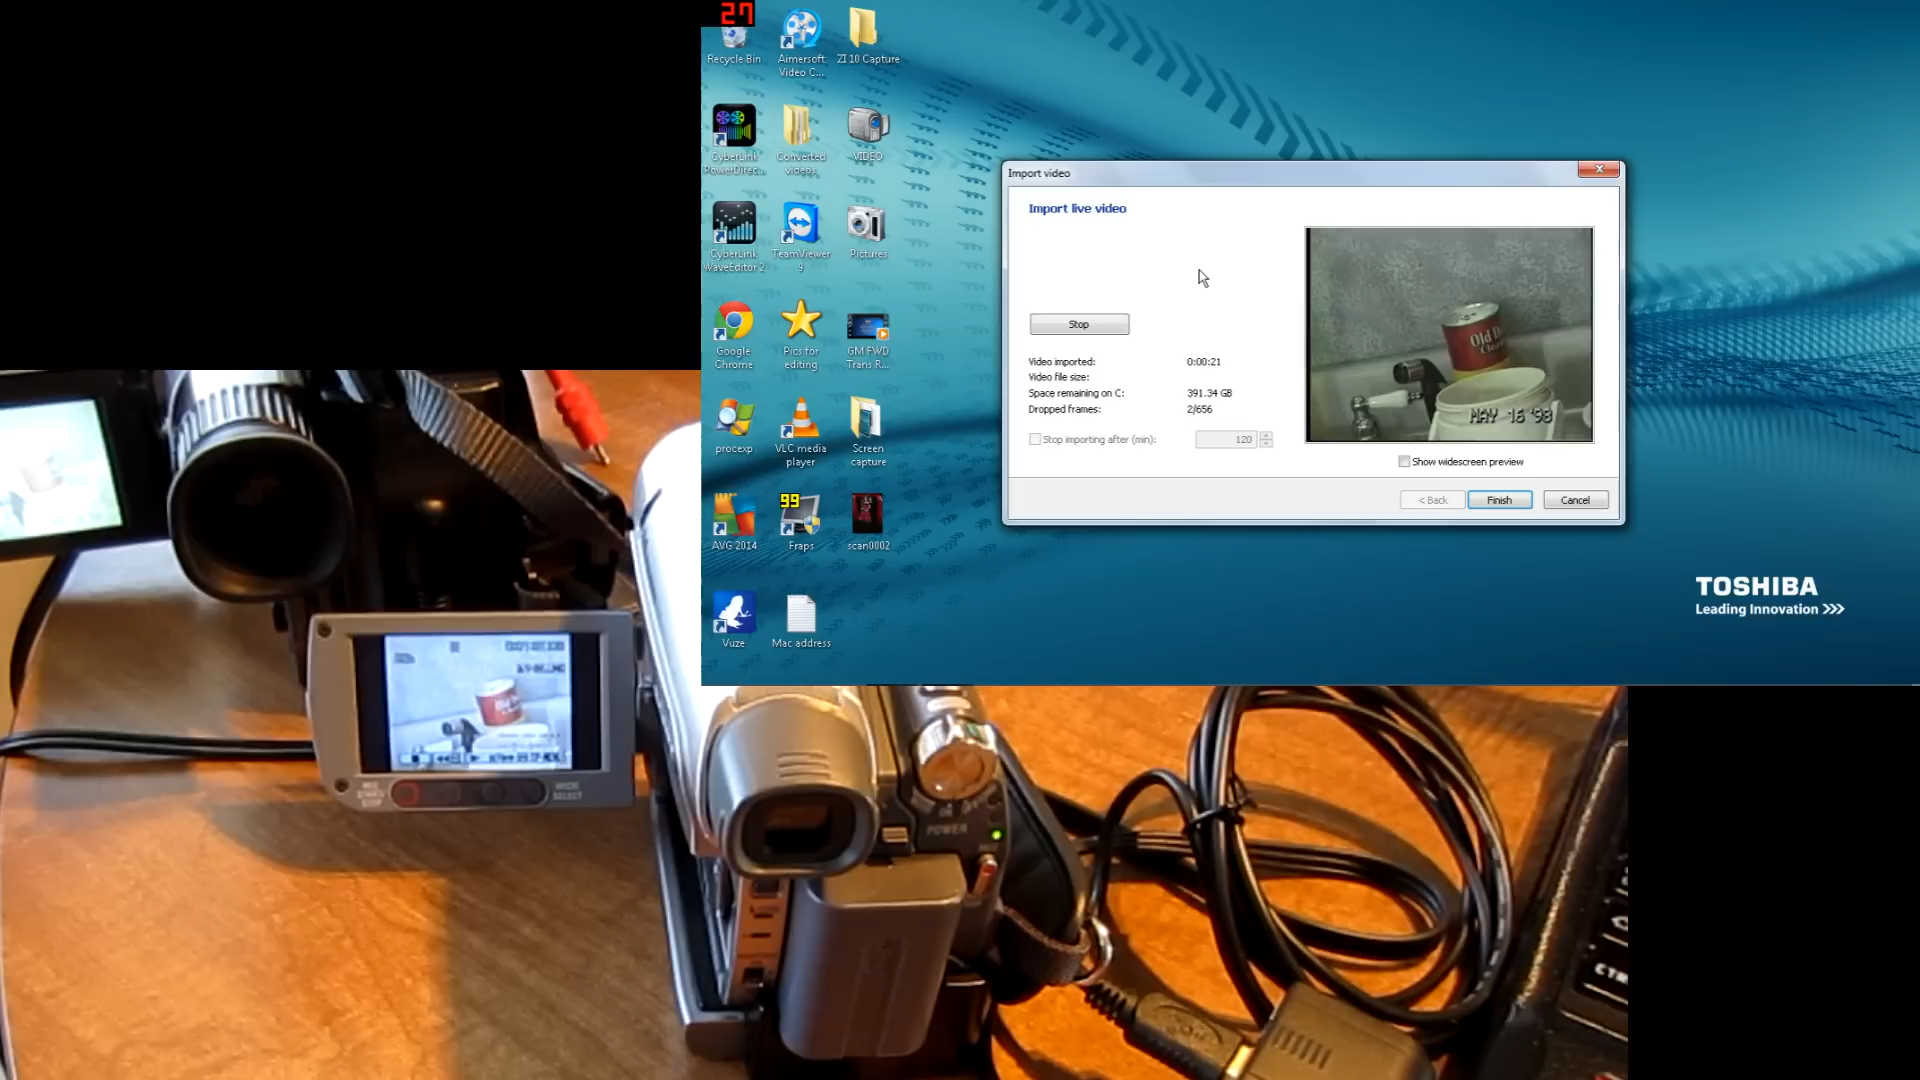 27
Recycle Bin
Aimersoft
Video C...
ZI 10 Capture
CyberLink
PowerDirec...
Converted
videos
VIDEO
CyberLink
WaveEditor 2
TeamViewer
9
Pictures
Google
Chrome
Pics for
editing
GM FWD
Trans R...
procexp
VLC media
player
Screen
capture
99
AVG 2014
Fraps
scan0002
Vuze
Mac address
Import video
Import live video
Stop
Video imported: 0:00:21
Video file size:
Space remaining on C: 391.34 GB
Dropped frames: 2/656
Stop importing after (min): 120
Old D
MAY 16 '98
Show widescreen preview
< Back
Finish
Cancel
TOSHIBA
Leading Innovation >>>
POWER